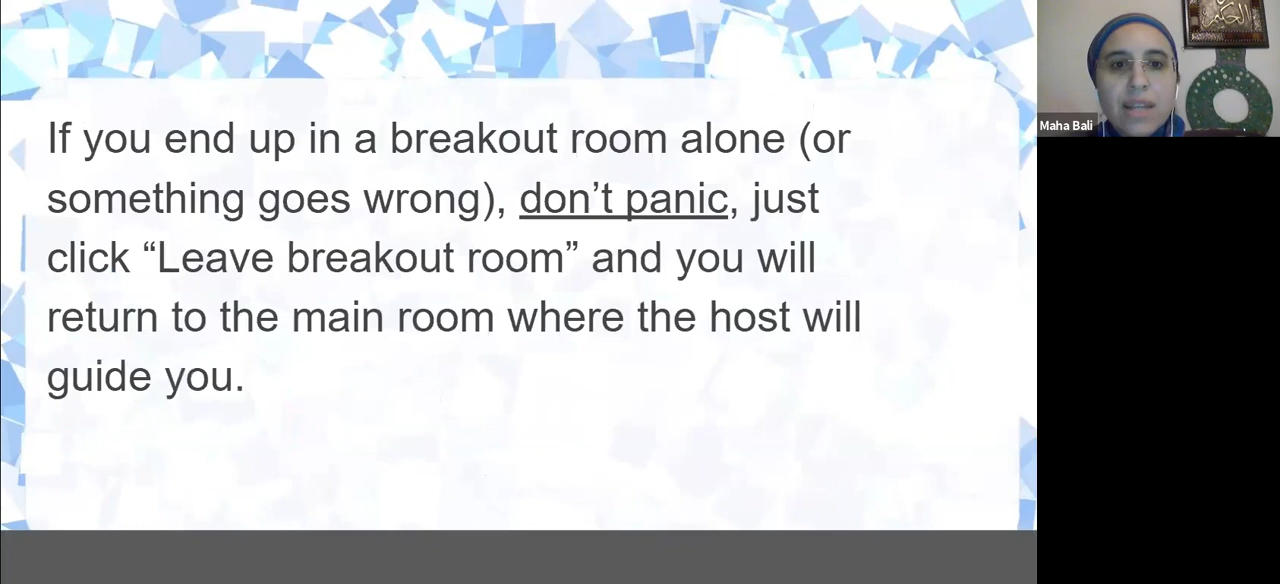 If you end up in a breakout room alone (or
something goes wrong), don’t panic, just
click “Leave breakout room” and you will
return to the main room where the host will
guide you.
Maha Bali